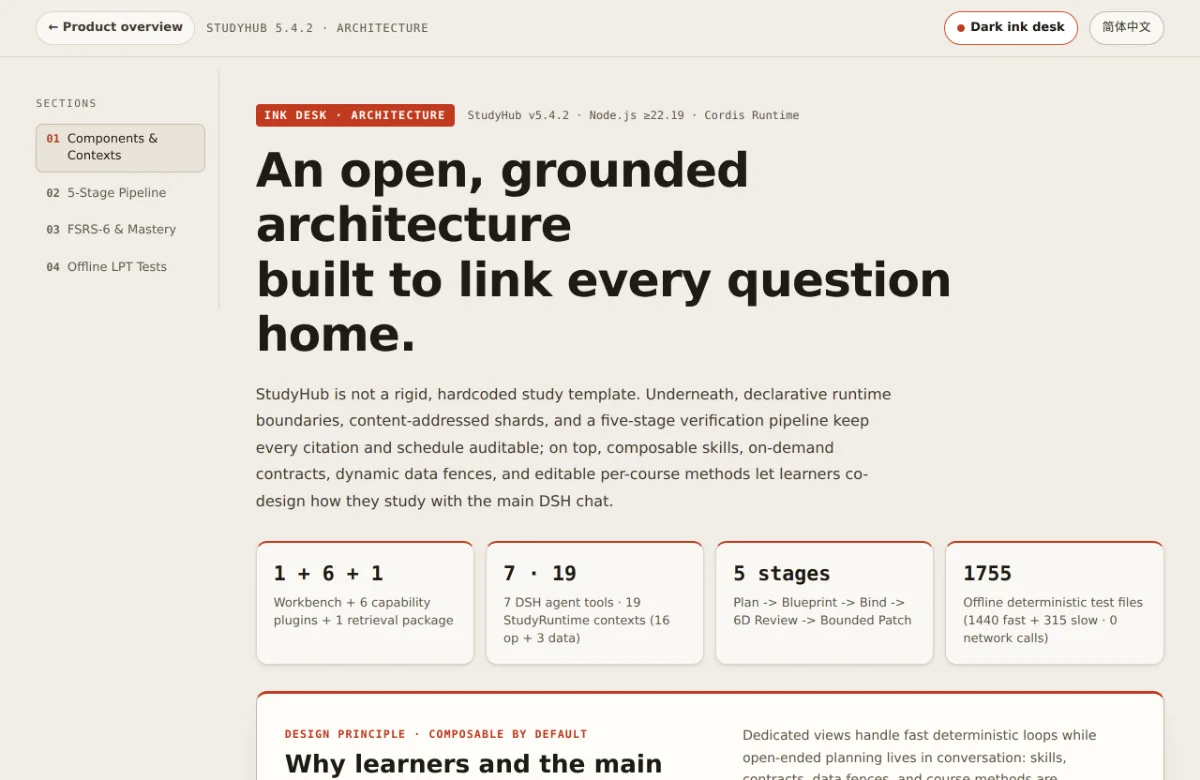 ← Product overview
STUDYHUB 5.4.2 · ARCHITECTURE
Dark ink desk
简体中文
SECTIONS
01 Components &
Contexts
02 5-Stage Pipeline
03 FSRS-6 & Mastery
04 Offline LPT Tests
INK DESK · ARCHITECTURE
StudyHub v5.4.2 · Node.js ≥22.19 · Cordis Runtime
An open, grounded
architecture
built to link every question
home.
StudyHub is not a rigid, hardcoded study template. Underneath, declarative runtime
boundaries, content-addressed shards, and a five-stage verification pipeline keep
every citation and schedule auditable; on top, composable skills, on-demand
contracts, dynamic data fences, and editable per-course methods let learners co-
design how they study with the main DSH chat.
1 + 6 + 1
Workbench + 6 capability
plugins + 1 retrieval package
7 · 19
7 DSH agent tools · 19
StudyRuntime contexts (16
op + 3 data)
5 stages
Plan -> Blueprint -> Bind ->
6D Review -> Bounded Patch
1755
Offline deterministic test files
(1440 fast + 315 slow · 0
network calls)
DESIGN PRINCIPLE · COMPOSABLE BY DEFAULT
Why learners and the main
Dedicated views handle fast deterministic loops while
open-ended planning lives in conversation: skills,
contracts, data fences, and course methods are